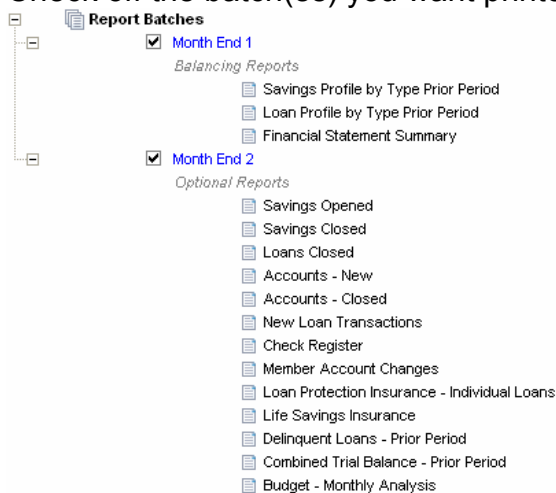 Check off the batch(es) you want printe
Report Batches
Month End 1
Balancing Reports
Savings Profile by Type Prior Period
Loan Profile by Type Prior Period
Financial Statement Summary
Month End 2
Optional Reports
Savings Opened
Savings Closed
Loans Closed
Accounts - New
Accounts - Closed
New Loan Transactions
Check Register
Member Account Changes
Loan Protection Insurance - Individual Loans
Life Savings Insurance
Delinquent Loans - Prior Period
Combined Trial Balance - Prior Period
Budget - Monthly Analysis